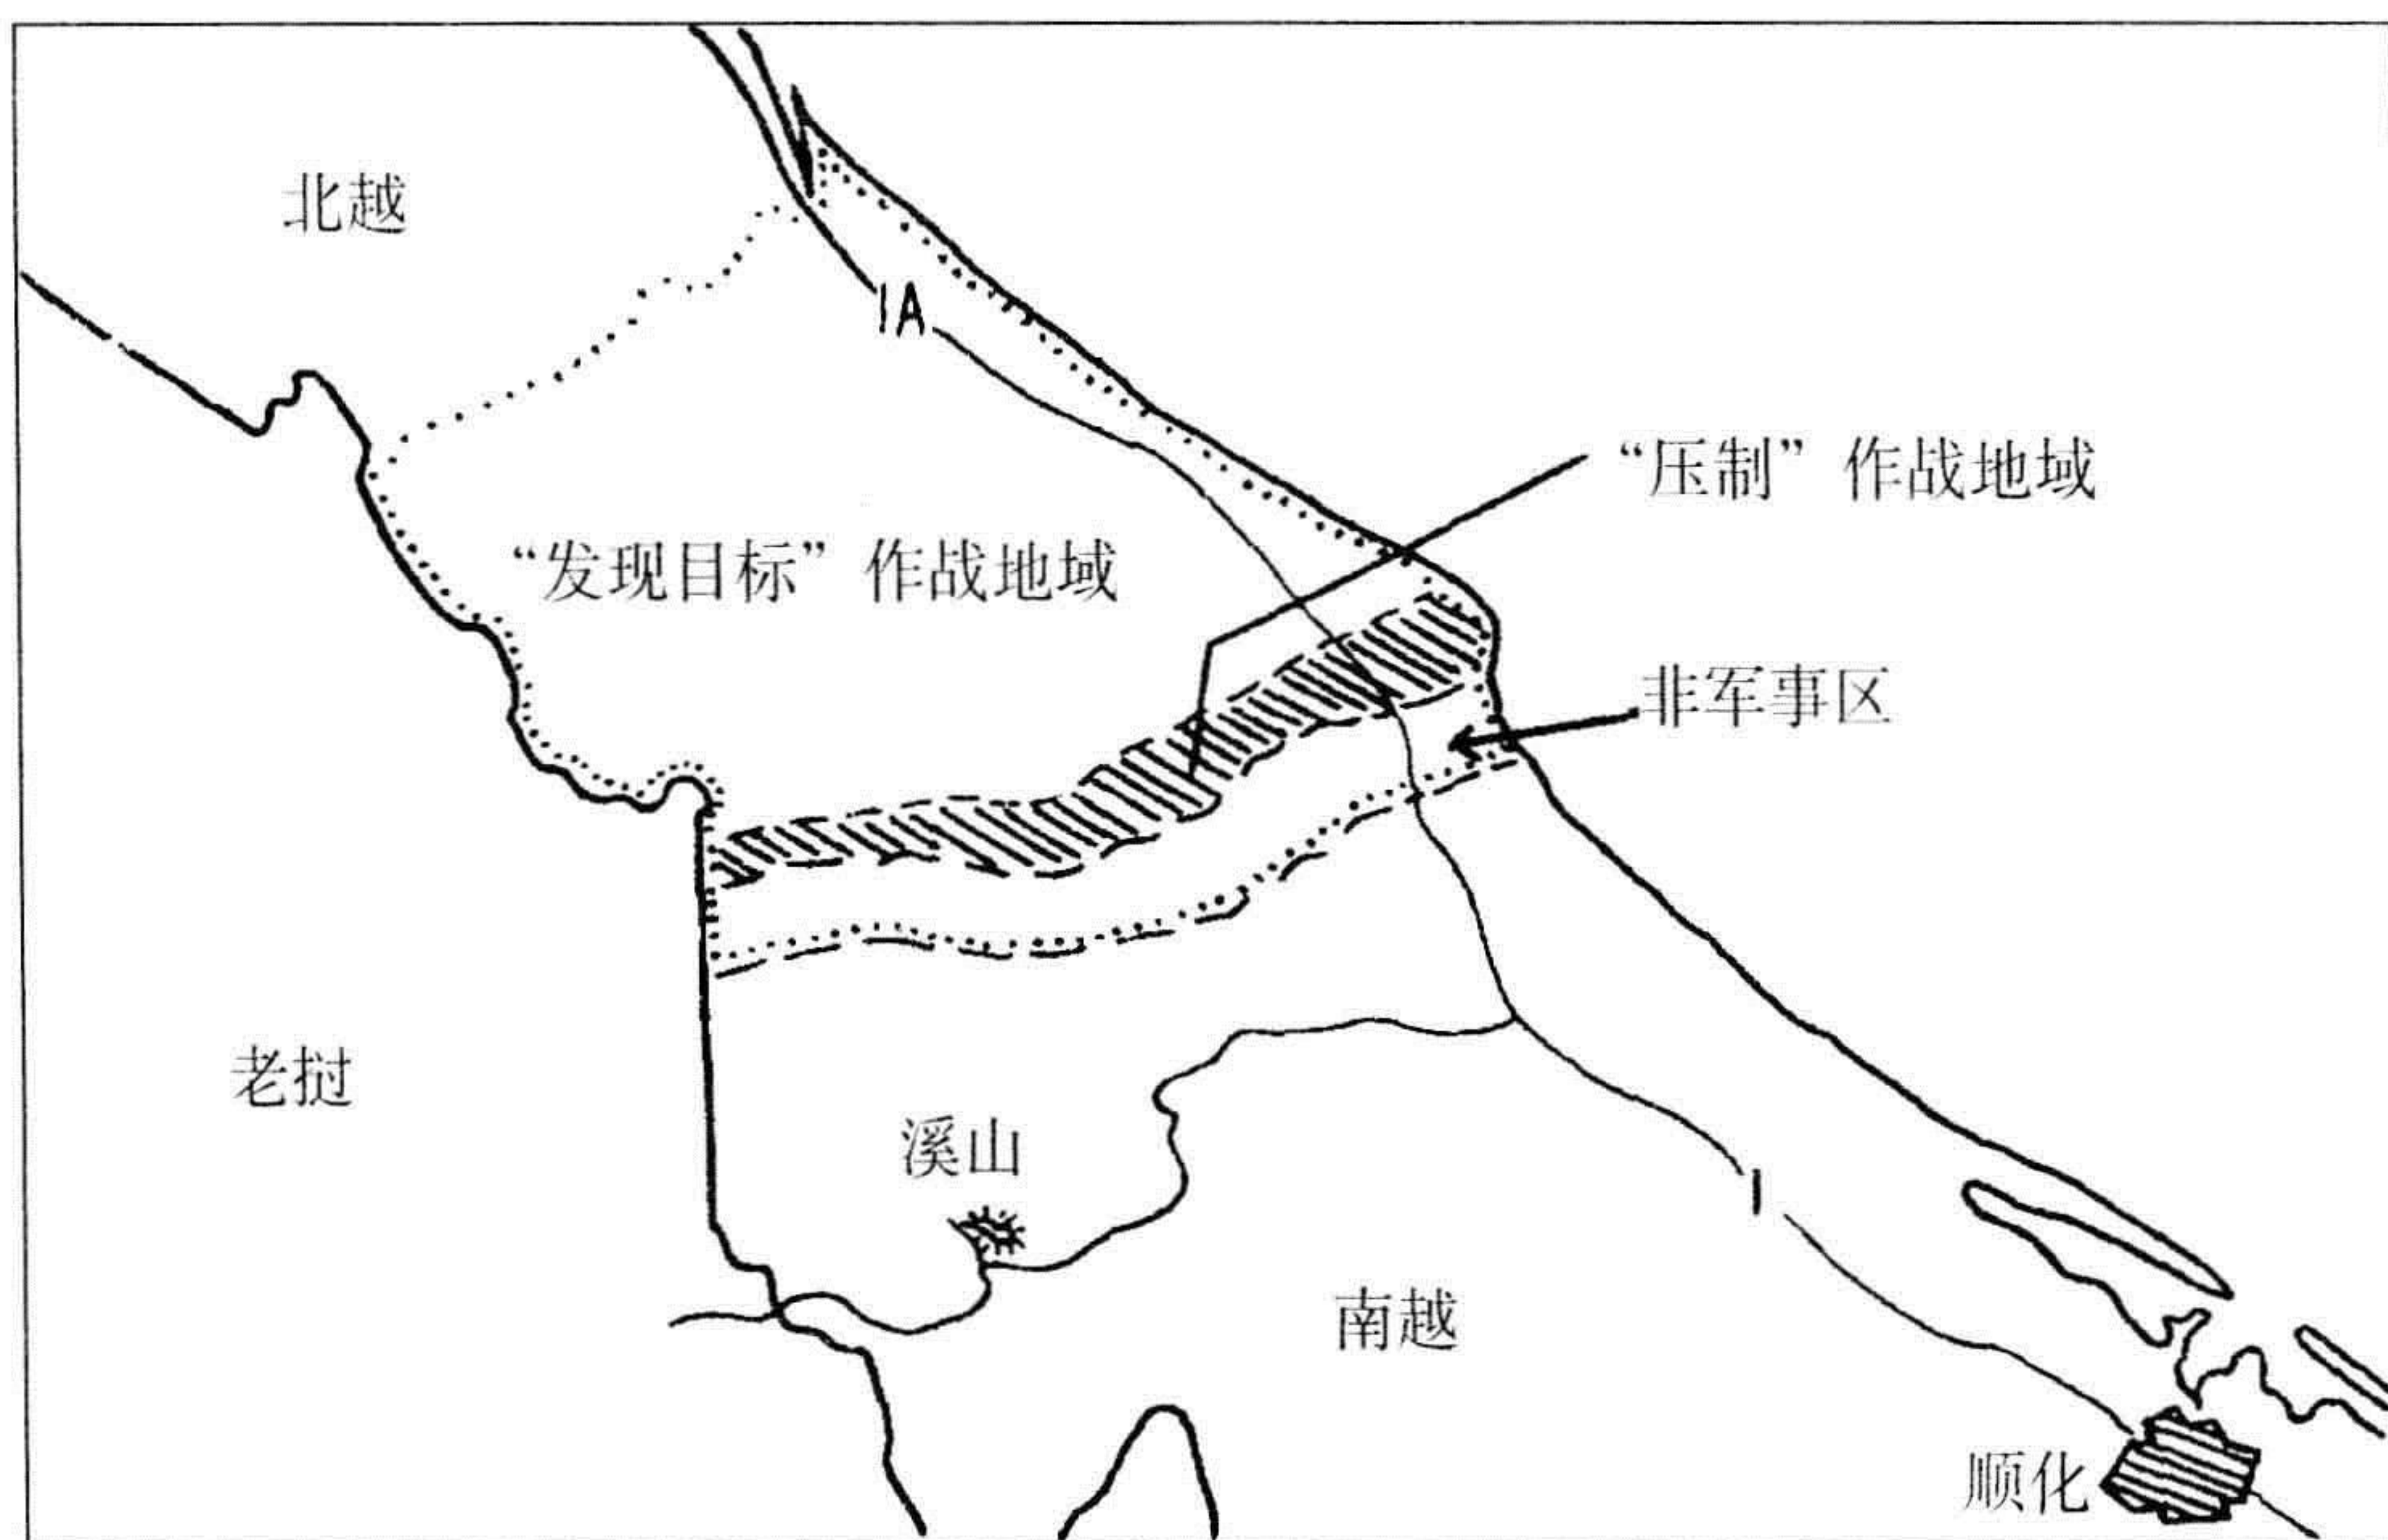 北越
1A
“压制”作战地域
“发现目标”作战地域
非军事区
老挝
溪山
1
南越
顺化